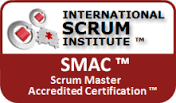 INTERNATIONAL
SCRUM
INSTITUTE ™
SMAC ™
Scrum Master
Accredited Certification ™